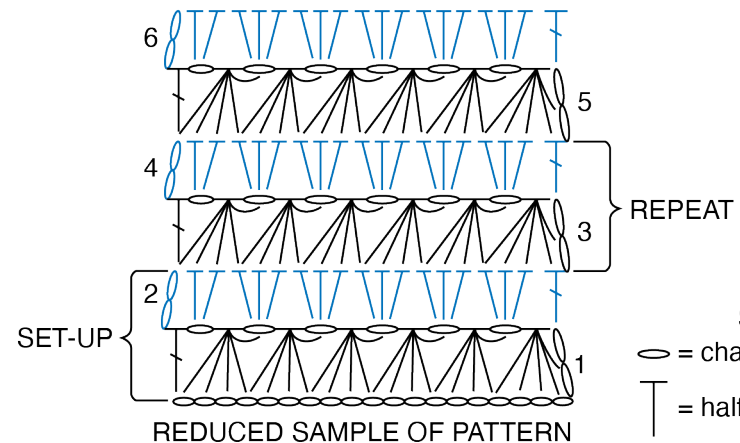 6
5
4
REPEAT
3
2
SET-UP
1
= cha
= half
REDUCED SAMPLE OF PATTERN